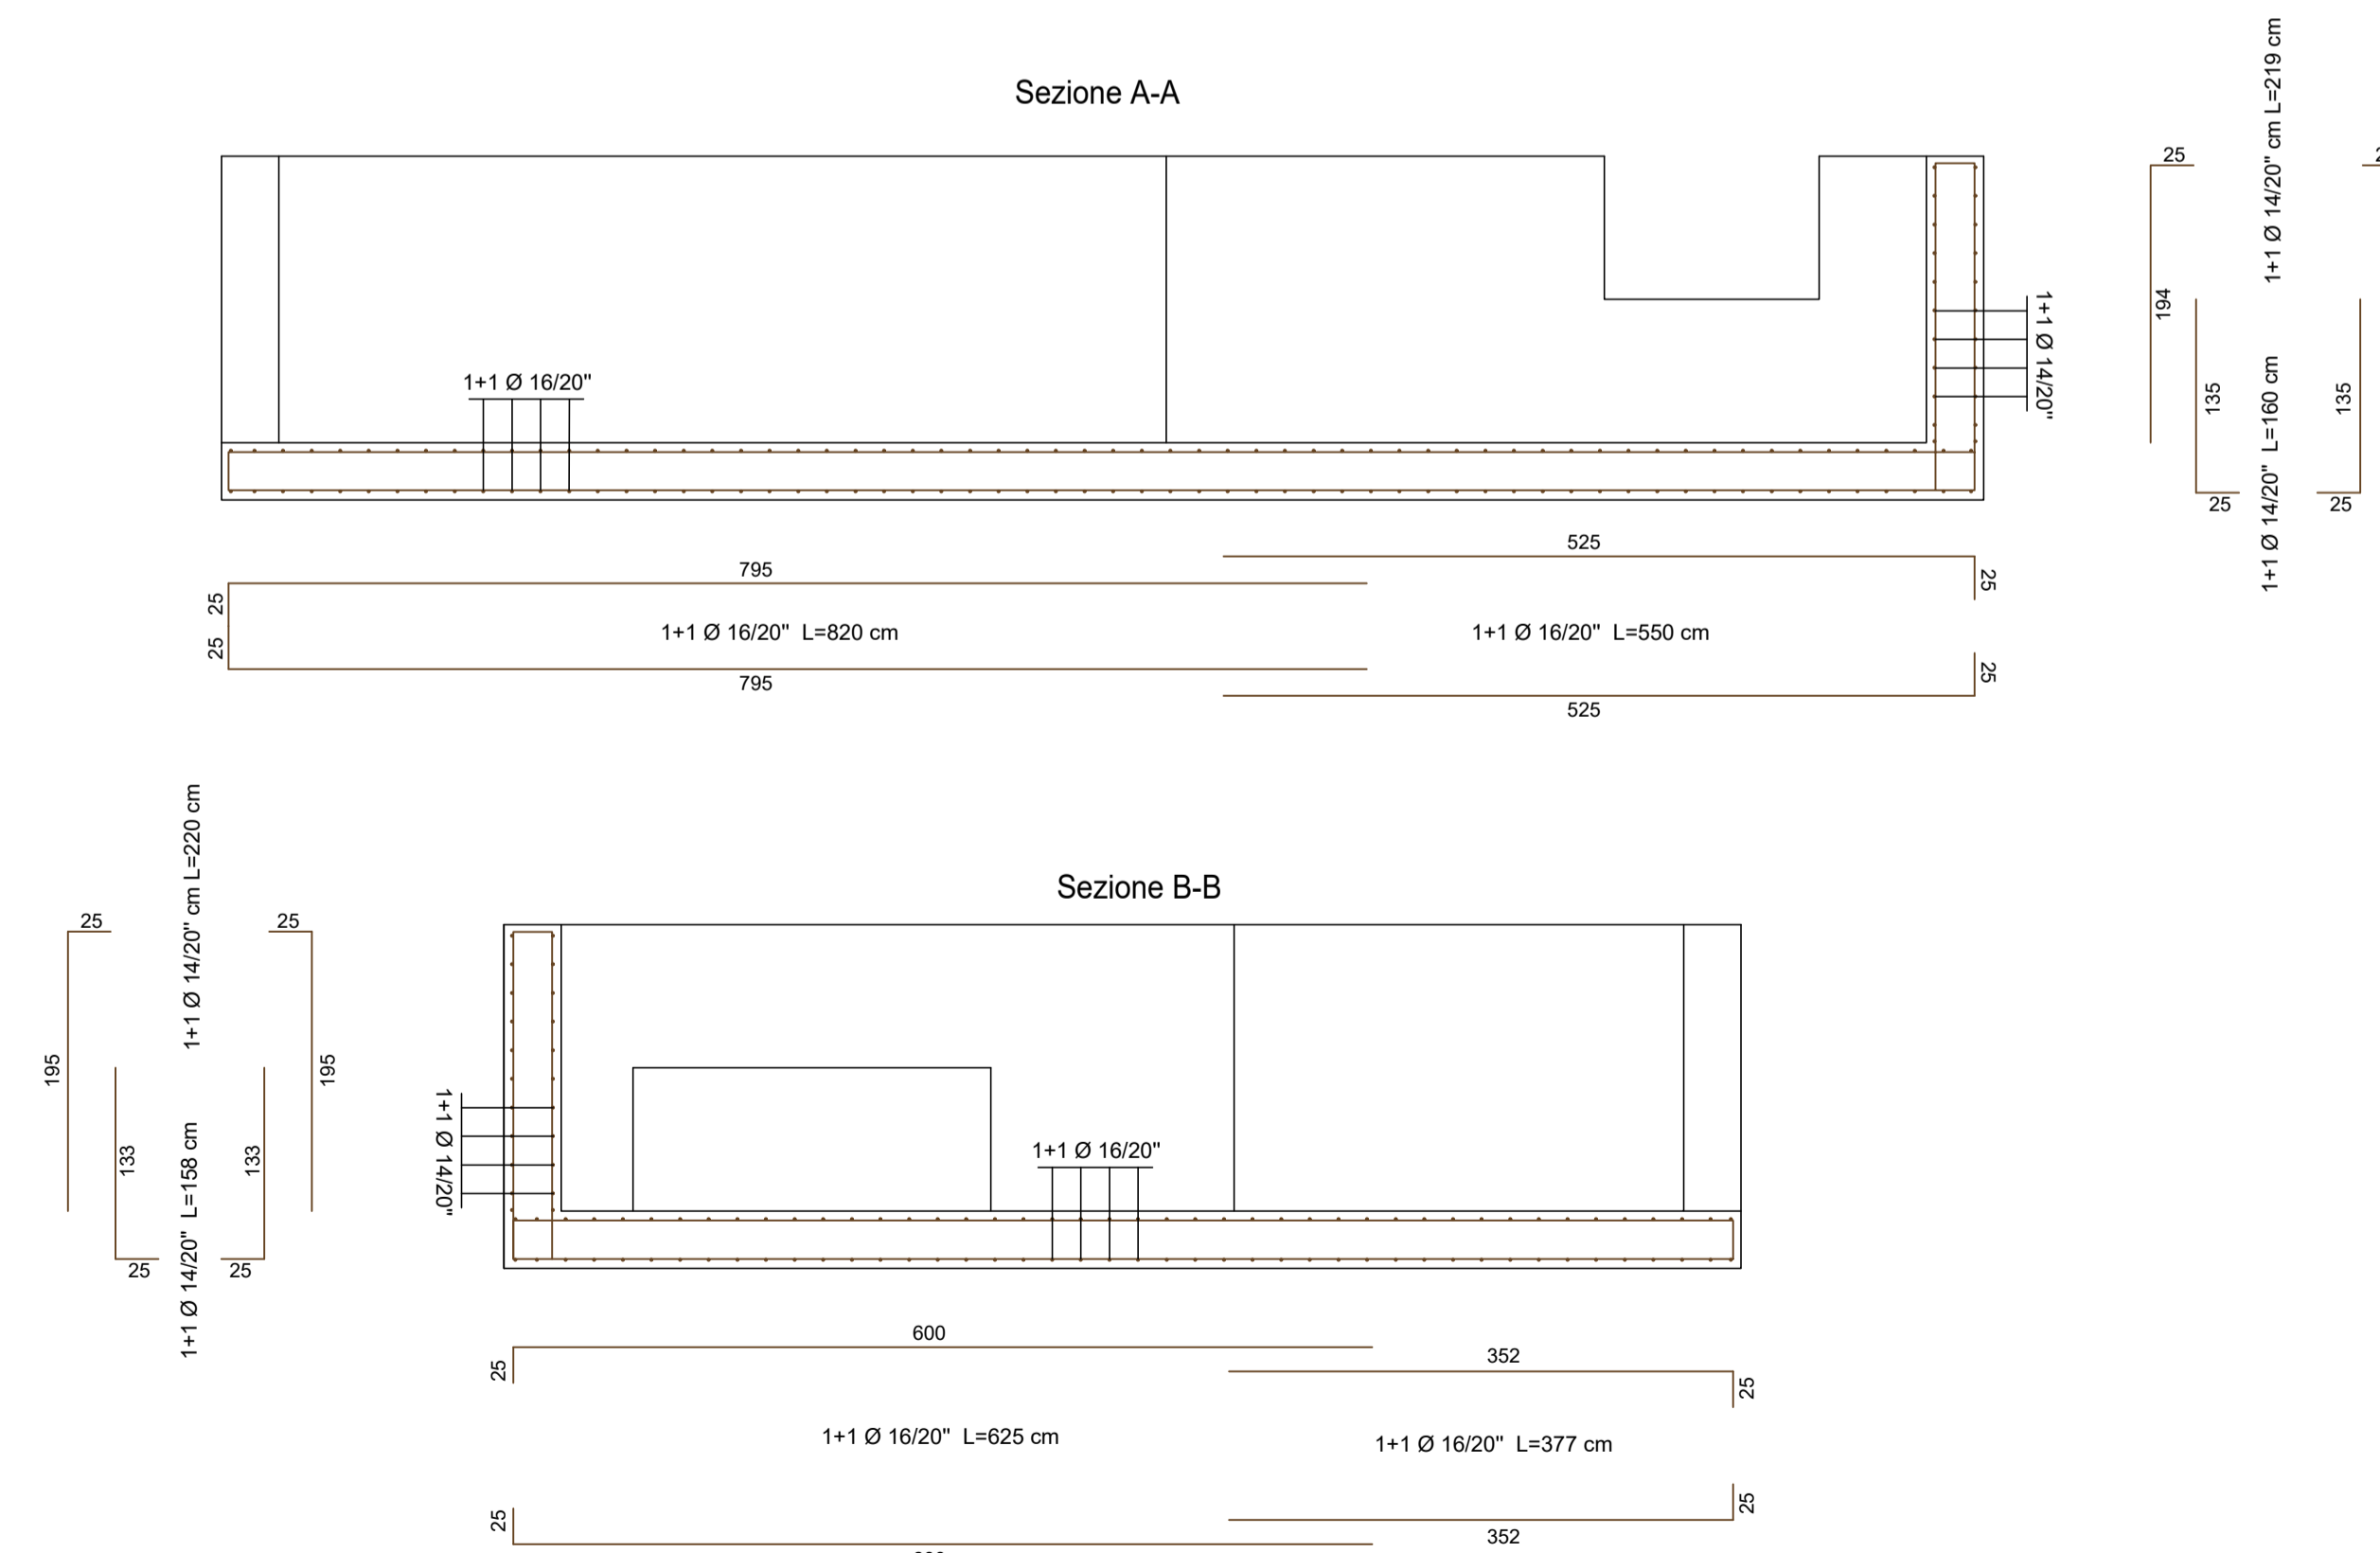 Sezione A-A
1+1 Ø 16/20"
1+1 Ø 14/20"
25
194
1+1 Ø 14/20" cm L=219 cm
135
135
25
1+1 Ø 14/20"  L=160 cm
25
525
795
25
25
25
1+1 Ø 16/20"  L=820 cm
1+1 Ø 16/20"  L=550 cm
25
795
525
Sezione B-B
25
25
1+1 Ø 14/20" cm L=220 cm
195
195
133
133
1+1 Ø 14/20"  L=158 cm
25
25
1+1 Ø 14/20"
1+1 Ø 16/20"
600
352
25
25
1+1 Ø 16/20"  L=625 cm
1+1 Ø 16/20"  L=377 cm
25
25
352